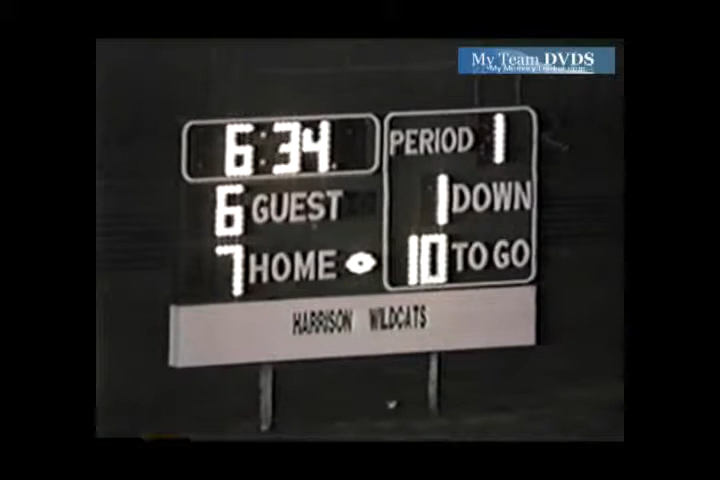 My Team DVDS
6:34
PERIOD 1
6 GUEST
1 DOWN
7 HOME
10 TO GO
HARRISON WILDCATS